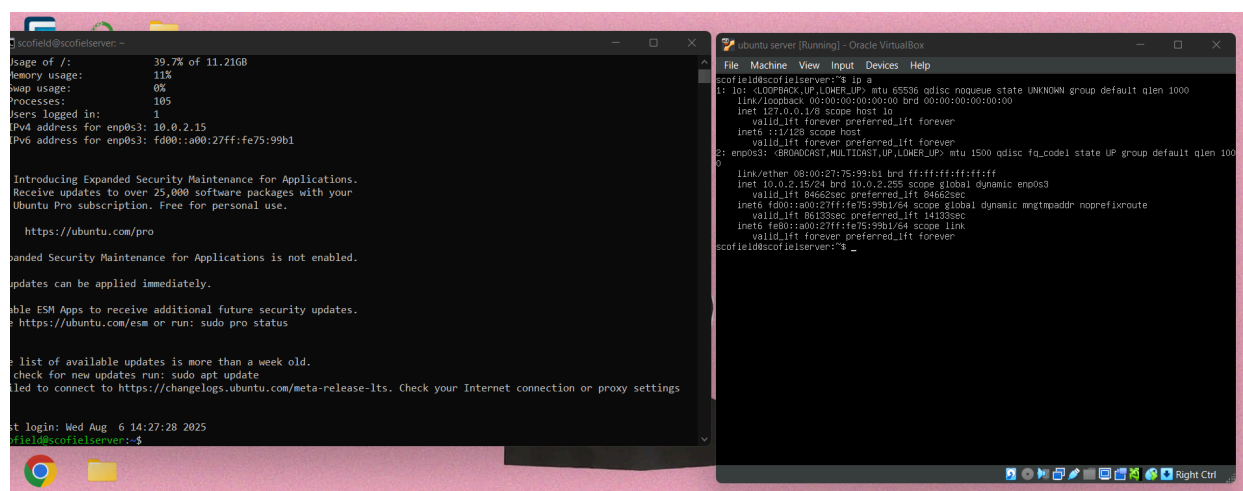 scofield@scofielserver: ~
Usage of /: 39.7% of 11.21GB
Memory usage: 11%
Swap usage: 0%
Processes: 105
Users logged in: 1
IPv4 address for enp0s3: 10.0.2.15
IPv6 address for enp0s3: fd00::a00:27ff:fe75:99b1
Introducing Expanded Security Maintenance for Applications.
Receive updates to over 25,000 software packages with your
Ubuntu Pro subscription. Free for personal use.
https://ubuntu.com/pro
panded Security Maintenance for Applications is not enabled.
updates can be applied immediately.
able ESM Apps to receive additional future security updates.
e https://ubuntu.com/esm or run: sudo pro status
e list of available updates is more than a week old.
check for new updates run: sudo apt update
iled to connect to https://changelogs.ubuntu.com/meta-release-lts. Check your Internet connection or proxy settings
st login: Wed Aug  6 14:27:28 2025
ofield@scofielserver:~$
ubuntu server [Running] - Oracle VirtualBox
File Machine View Input Devices Help
scofield@scofielserver:~$ ip a
1: lo: <LOOPBACK,UP,LOWER_UP> mtu 65536 qdisc noqueue state UNKNOWN group default qlen 1000
link/loopback 00:00:00:00:00:00 brd 00:00:00:00:00:00
inet 127.0.0.1/8 scope host lo
valid_lft forever preferred_lft forever
inet6 ::1/128 scope host
valid_lft forever preferred_lft forever
2: enp0s3: <BROADCAST,MULTICAST,UP,LOWER_UP> mtu 1500 qdisc fq_codel state UP group default qlen 100
0
link/ether 08:00:27:75:99:b1 brd ff:ff:ff:ff:ff:ff
inet 10.0.2.15/24 brd 10.0.2.255 scope global dynamic enp0s3
valid_lft 84662sec preferred_lft 84662sec
inet6 fd00::a00:27ff:fe75:99b1/64 scope global dynamic mngtmpaddr noprefixroute
valid_lft 86133sec preferred_lft 14133sec
inet6 fe80::a00:27ff:fe75:99b1/64 scope link
valid_lft forever preferred_lft forever
scofield@scofielserver:~$ _
Right Ctrl